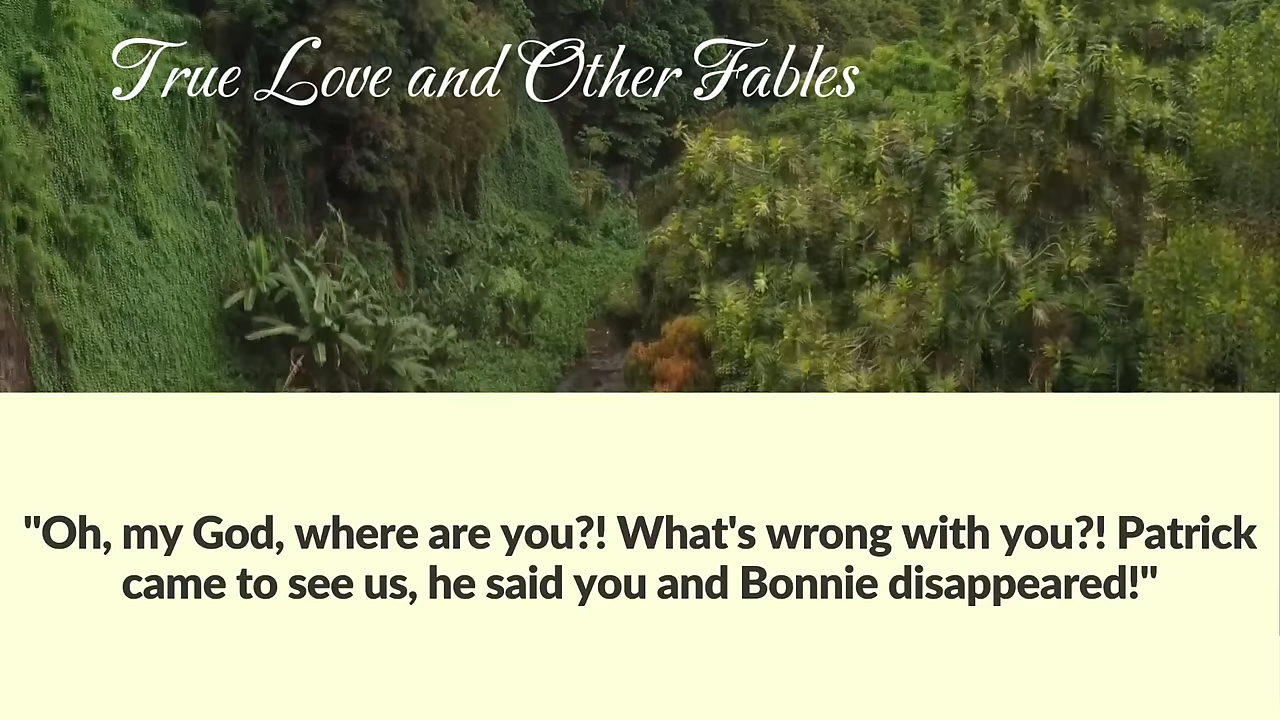 True Love and Other Fables
"Oh, my God, where are you?! What's wrong with you?! Patrick
came to see us, he said you and Bonnie disappeared!"